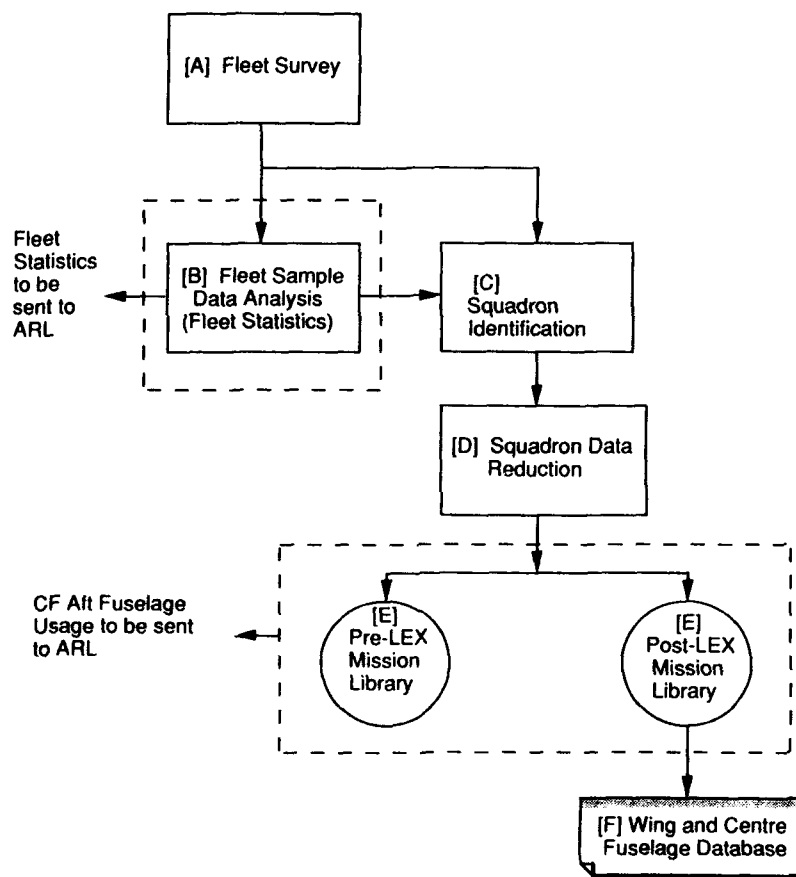 [A] Fleet Survey
Fleet
Statistics
to be
sent to
ARL
[B] Fleet Sample
Data Analysis
(Fleet Statistics)
[C]
Squadron
Identification
[D] Squadron Data
Reduction
CF Aft Fuselage
Usage to be sent
to ARL
[E]
Pre-LEX
Mission
Library
[E]
Post-LEX
Mission
Library
[F] Wing and Centre
Fuselage Database